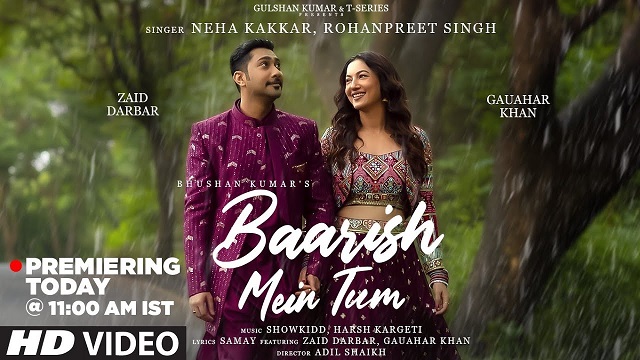 GULSHAN KUMAR & T-SERIES
PRESENTS
SINGER NEHA KAKKAR, ROHANPREET SINGH
ZAID
DARBAR
GAUAHAR
KHAN
BHUSHAN KUMAR'S
Baarish
Mein Tum
PREMIERING
TODAY
@ 11:00 AM IST
MUSIC SHOWKIDD, HARSH KARGETI
LYRICS SAMAY FEATURING ZAID DARBAR, GAUAHAR KHAN
DIRECTOR ADIL SHAIKH
HD VIDEO